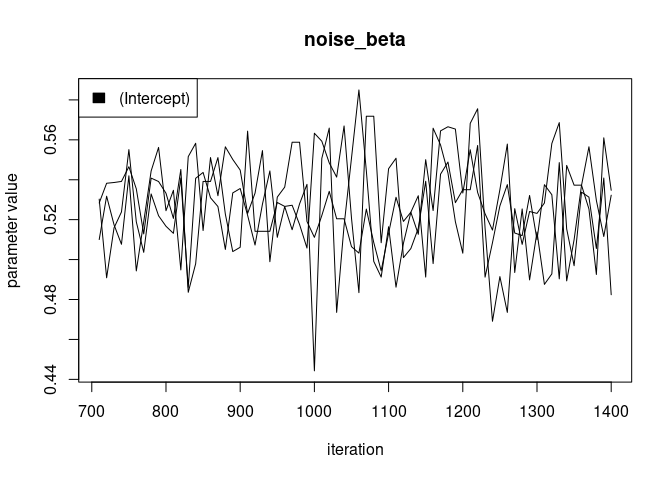 noise_beta
(Intercept)
parameter value
0.56
0.52
0.48
0.44
700 800 900 1000 1100 1200 1300 1400
iteration